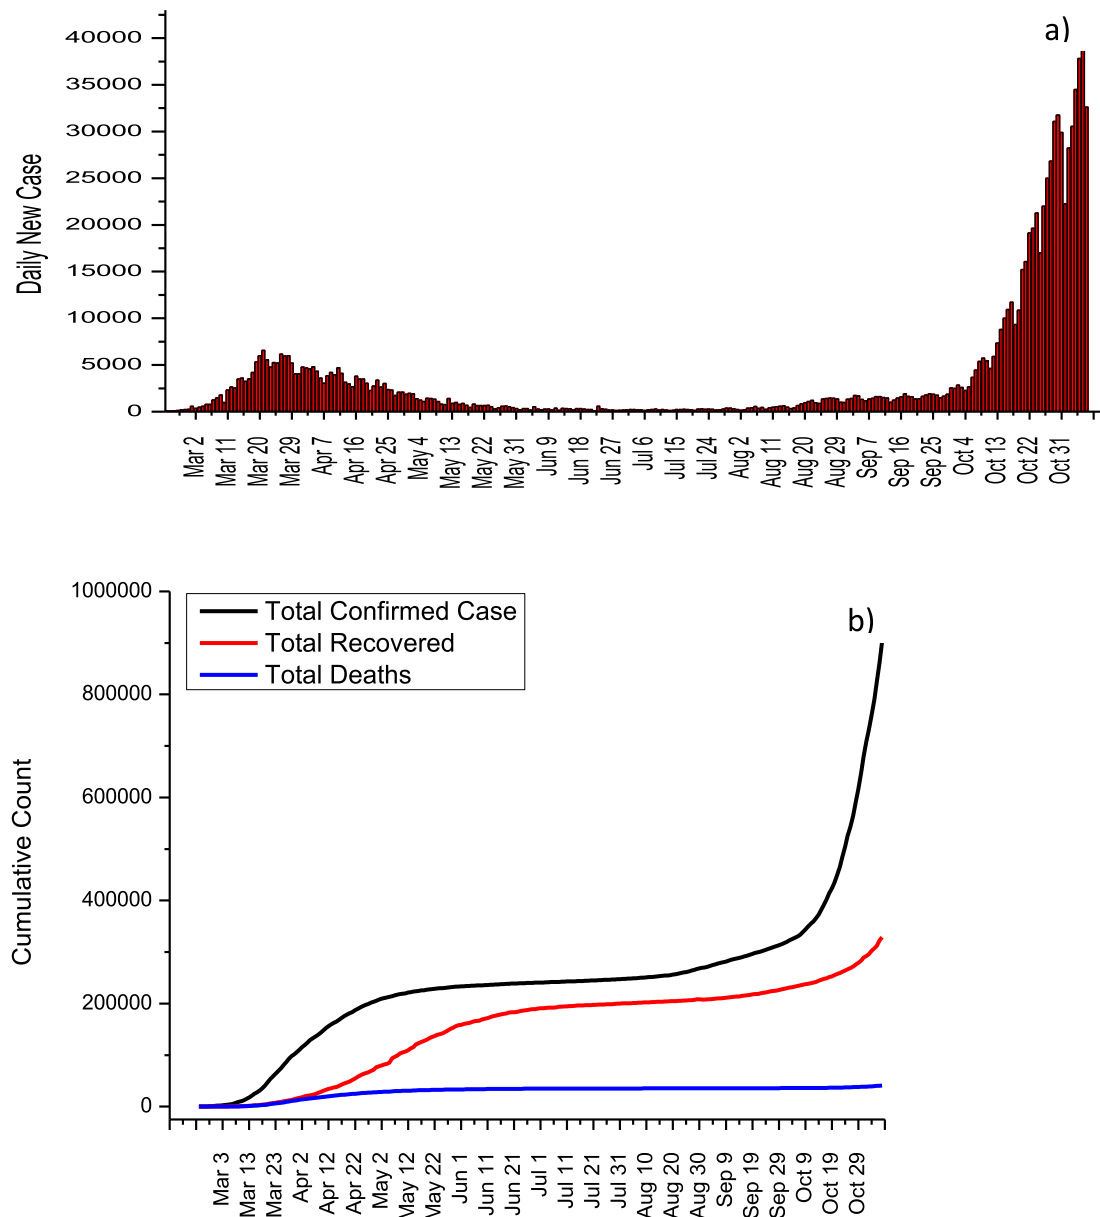 a)
40000
35000
30000
25000
20000
15000
10000
5000
0
Daily New Case
Mar 2
Mar 11
Mar 20
Mar 29
Apr 7
Apr 16
Apr 25
May 4
May 13
May 22
May 31
Jun 9
Jun 18
Jun 27
Jul 6
Jul 15
Jul 24
Aug 2
Aug 11
Aug 20
Aug 29
Sep 7
Sep 16
Sep 25
Oct 4
Oct 13
Oct 22
Oct 31
b)
Total Confirmed Case
Total Recovered
Total Deaths
1000000
800000
600000
400000
200000
0
Cumulative Count
Mar 3
Mar 13
Mar 23
Apr 2
Apr 12
Apr 22
May 2
May 12
May 22
Jun 1
Jun 11
Jun 21
Jul 1
Jul 11
Jul 21
Jul 31
Aug 10
Aug 20
Aug 30
Sep 9
Sep 19
Sep 29
Oct 9
Oct 19
Oct 29